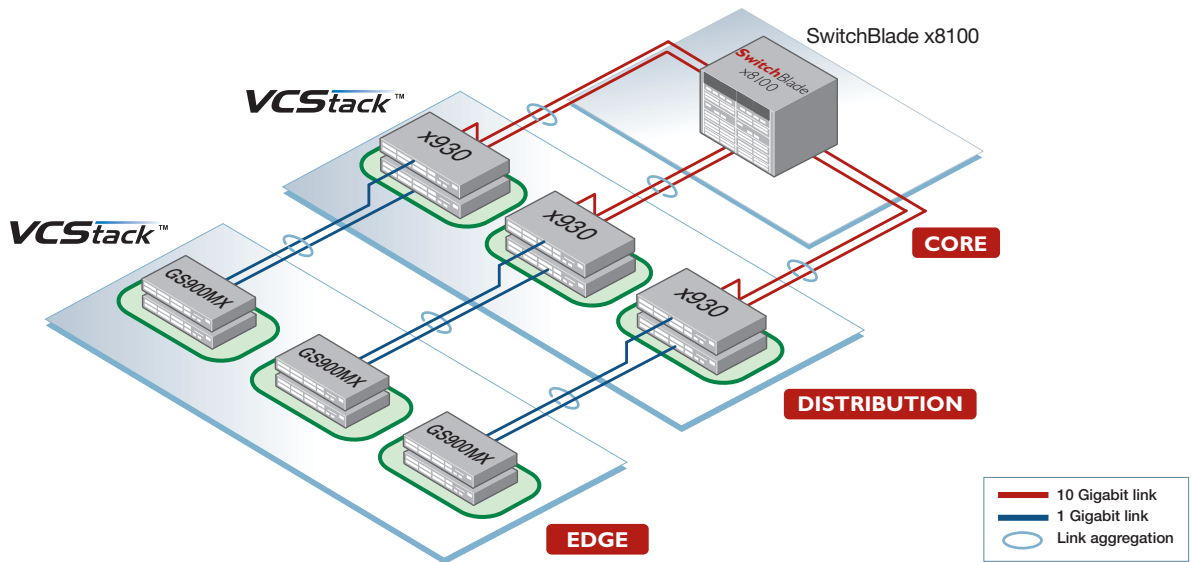 SwitchBlade x8100
SwitchBlade
x8100
VCStack™
x930
VCStack™
x930
CORE
GS900MX
x930
GS900MX
DISTRIBUTION
GS900MX
10 Gigabit link
1 Gigabit link
Link aggregation
EDGE